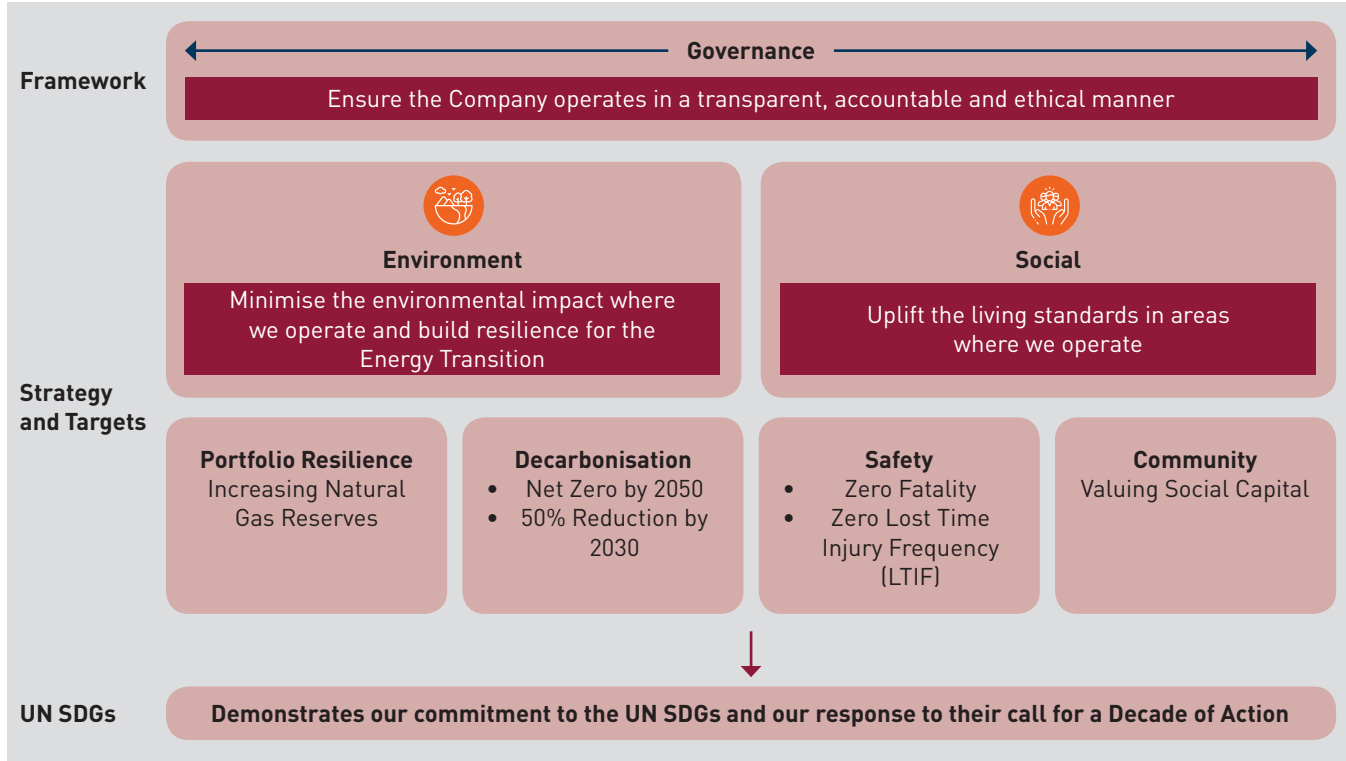 Framework
Governance
Ensure the Company operates in a transparent, accountable and ethical manner
Strategy
and Targets
Environment
Minimise the environmental impact where
we operate and build resilience for the
Energy Transition
Social
Uplift the living standards in areas
where we operate
Portfolio Resilience
Increasing Natural
Gas Reserves
Decarbonisation
• Net Zero by 2050
• 50% Reduction by
2030
Safety
• Zero Fatality
• Zero Lost Time
Injury Frequency
(LTIF)
Community
Valuing Social Capital
UN SDGs
Demonstrates our commitment to the UN SDGs and our response to their call for a Decade of Action